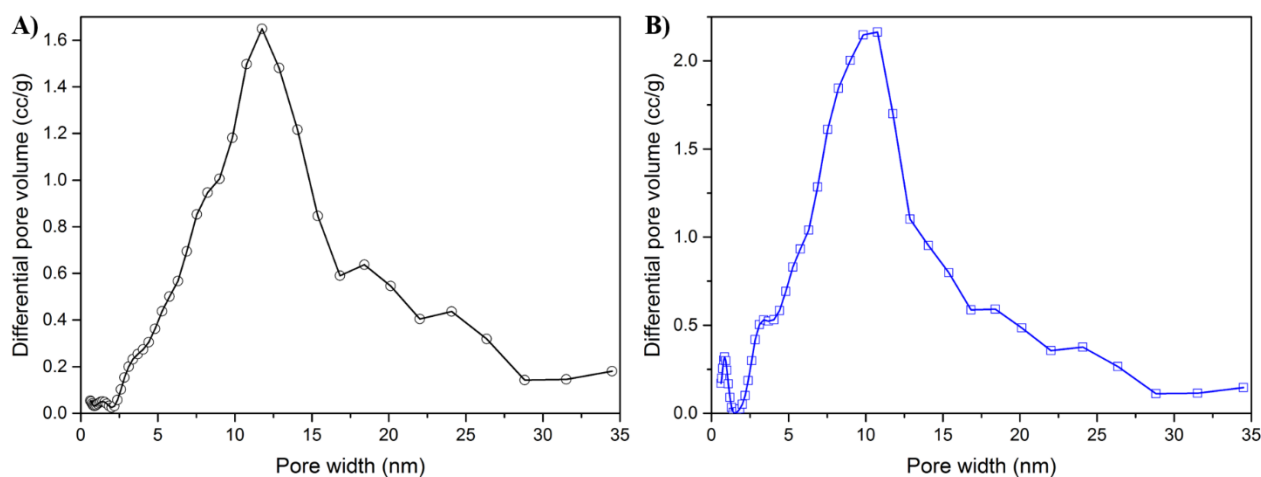 A)
Differential pore volume (cc/g)
1.6
1.4
1.2
1.0
0.8
0.6
0.4
0.2
0.0
0 5 10 15 20 25 30 35
Pore width (nm)
B)
Differential pore volume (cc/g)
2.0
1.5
1.0
0.5
0.0
0 5 10 15 20 25 30 35
Pore width (nm)